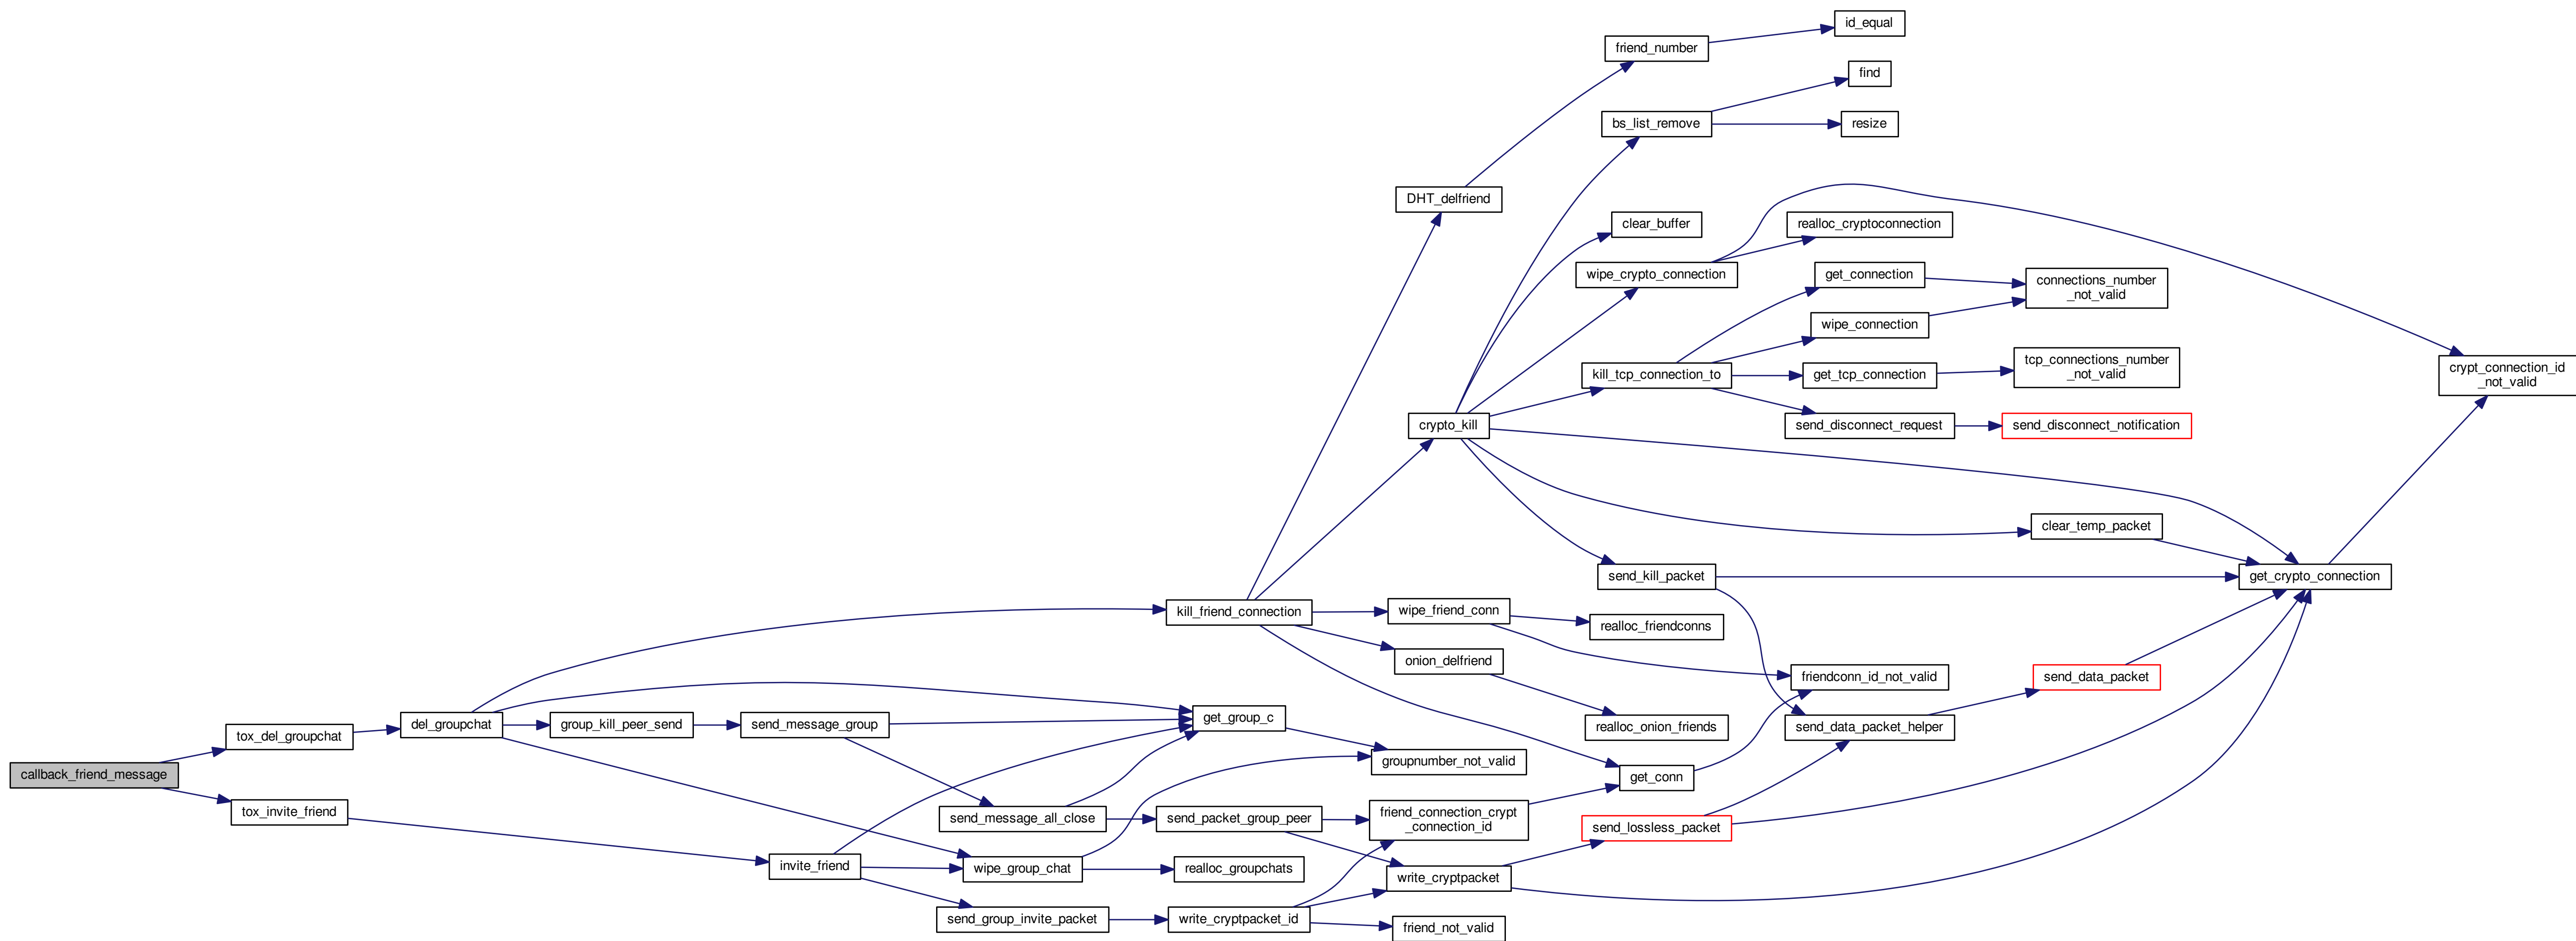 id_equal
friend_number
find
bs_list_remove
resize
DHT_delfriend
clear_buffer
realloc_cryptoconnection
wipe_crypto_connection
get_connection
connections_number
_not_valid
wipe_connection
kill_tcp_connection_to
get_tcp_connection
tcp_connections_number
_not_valid
crypt_connection_id
_not_valid
crypto_kill
send_disconnect_request
send_disconnect_notification
clear_temp_packet
send_kill_packet
get_crypto_connection
kill_friend_connection
wipe_friend_conn
realloc_friendconns
onion_delfriend
friendconn_id_not_valid
send_data_packet
del_groupchat
group_kill_peer_send
send_message_group
get_group_c
realloc_onion_friends
send_data_packet_helper
tox_del_groupchat
groupnumber_not_valid
callback_friend_message
get_conn
tox_invite_friend
send_message_all_close
send_packet_group_peer
friend_connection_crypt
_connection_id
send_lossless_packet
invite_friend
wipe_group_chat
realloc_groupchats
write_cryptpacket
send_group_invite_packet
write_cryptpacket_id
friend_not_valid